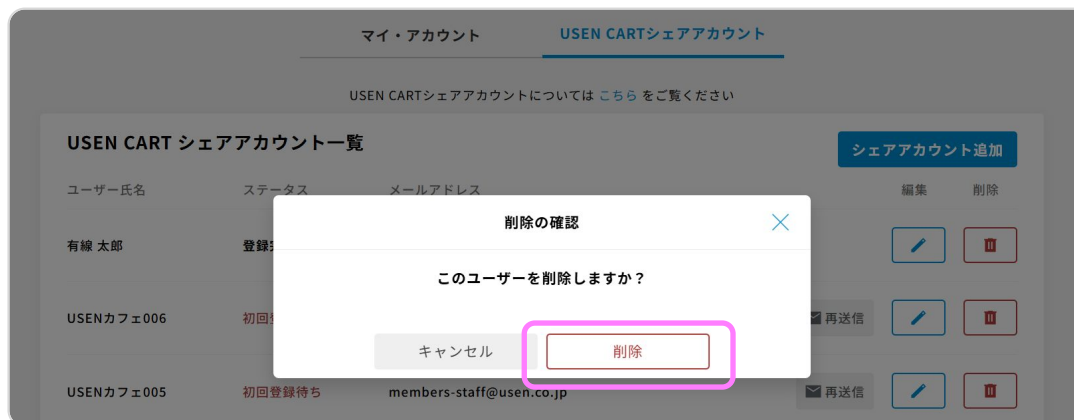 マイ・アカウント USEN CARTシェアアカウント
USEN CARTシェアアカウントについては こちら をご覧ください
USEN CART シェアアカウント一覧 シェアアカウント追加
ユーザー氏名 ステータス メールアドレス 編集 削除
削除の確認
有線 太郎 登録
このユーザーを削除しますか？
USENカフェ006 初回 再送信
キャンセル 削除
USENカフェ005 初回登録待ち members-staff@usen.co.jp 再送信